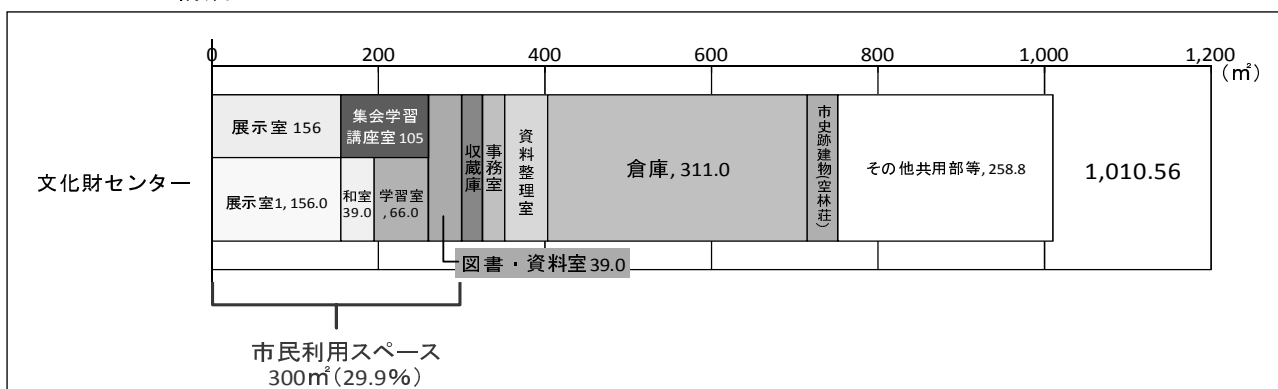 0 200 400 600 800 1,000 1,200
(㎡)
文化財センター
展示室 156
集会学習
講座室 105
展示室1, 156.0
和室
39.0
学習室
,66.0
図書・資料室39.0
収蔵庫
事務室
資料整理室
倉庫, 311.0
市史跡建物(空林荘)
その他共用部等, 258.8
1,010.56
市民利用スペース
300㎡(29.9%)